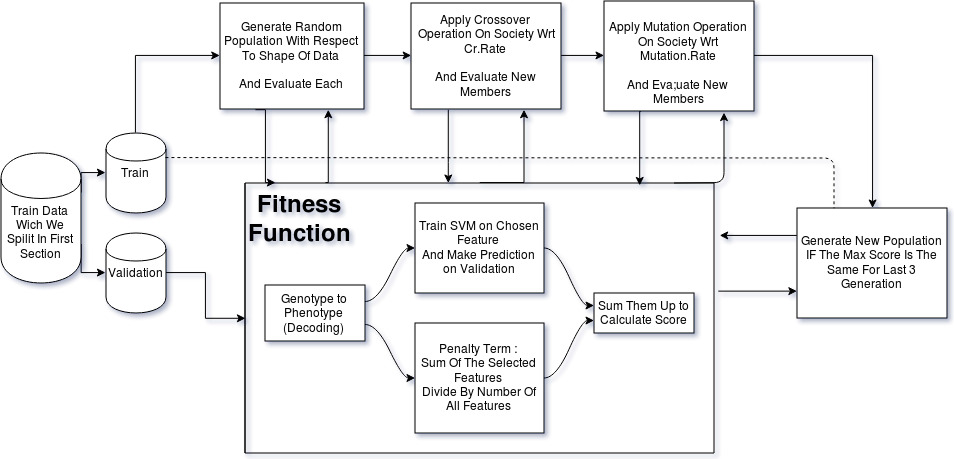 Generate Random
Population With Respect
To Shape Of Data
And Evaluate Each
Apply Crossover
Operation On Society Wrt
Cr.Rate
And Evaluate New
Members
Apply Mutation Operation
On Society Wrt
Mutation.Rate
And Eva;uate New
Members
Train
Train Data
Wich We
Spilit In First
Section
Validation
Fitness
Function
Train SVM on Chosen
Feature
And Make Prediction
on Validation
Genotype to
Phenotype
(Decoding)
Sum Them Up to
Calculate Score
Penalty Term :
Sum Of The Selected
Features
Divide By Number Of
All Features
Generate New Population
IF The Max Score Is The
Same For Last 3
Generation